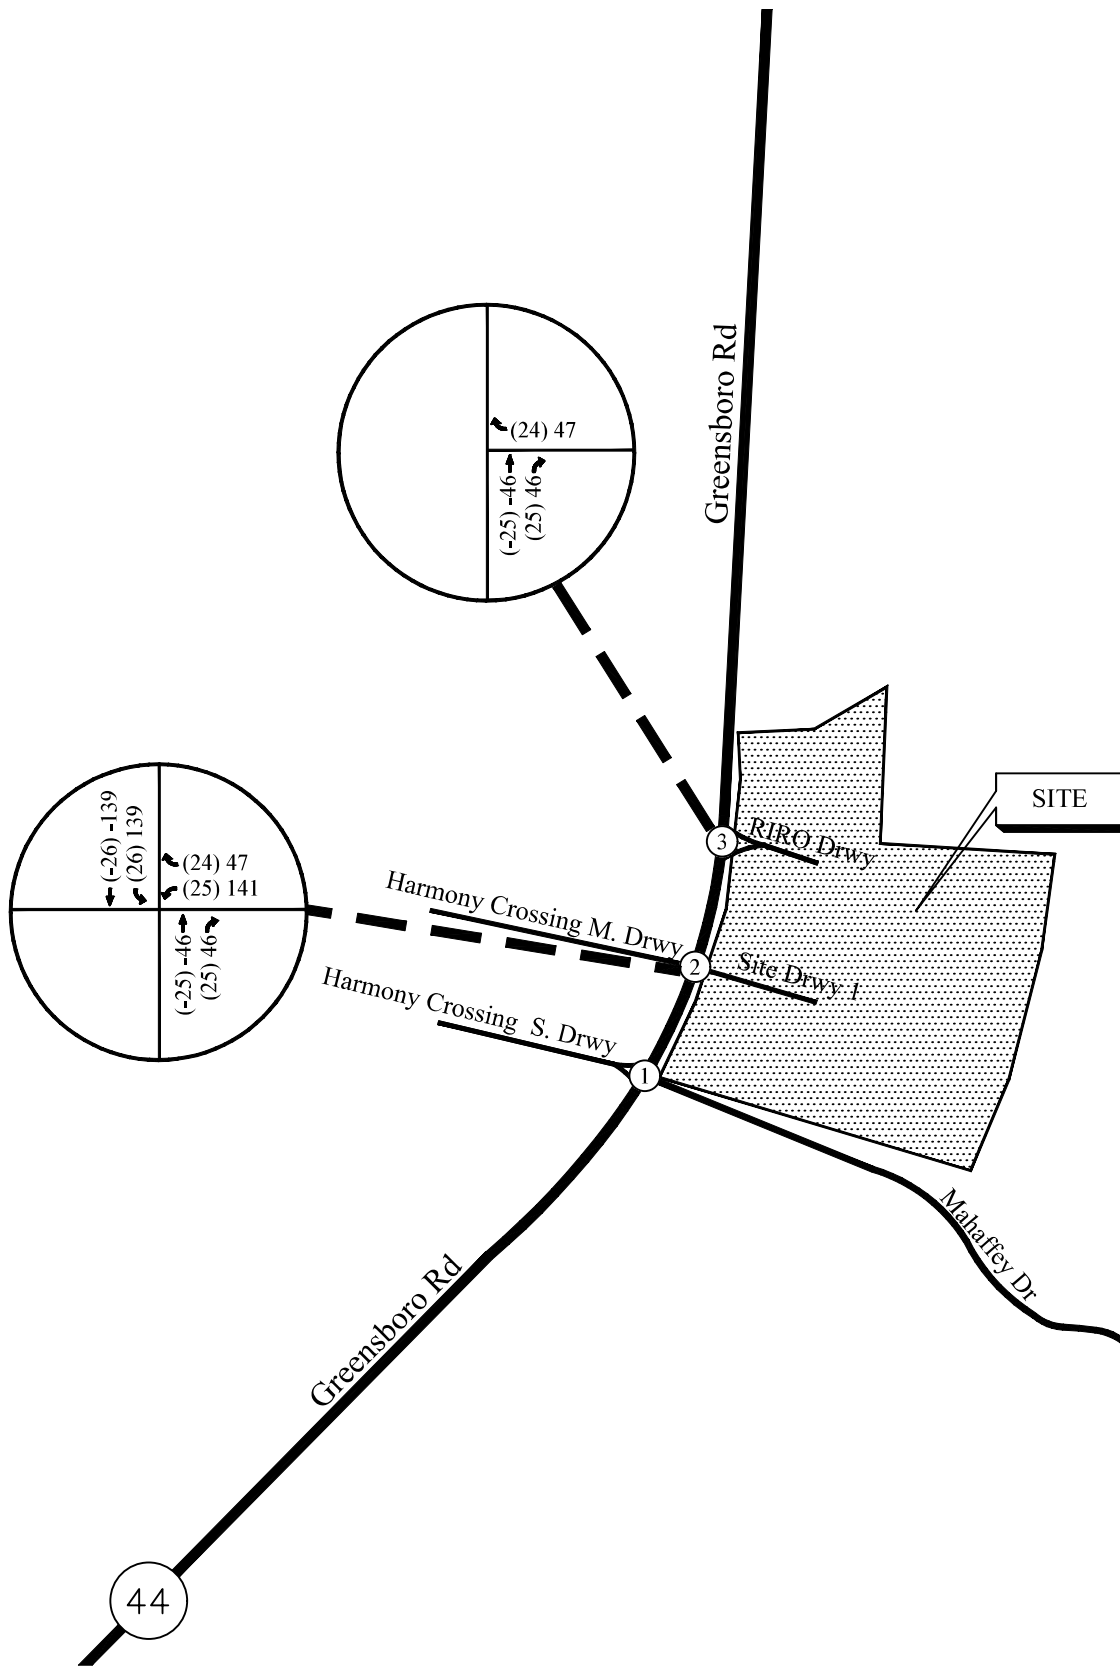 Greensboro Rd
(24) 47
(-25) -46
(25) 46
SITE
3
RIRO Drwy
(-26) -139
(26) 139
(24) 47
(25) 141
(-25) -46
(25) 46
Harmony Crossing M. Drwy
2
Site Drwy 1
Harmony Crossing S. Drwy
1
Mahaffey Dr
Greensboro Rd
44